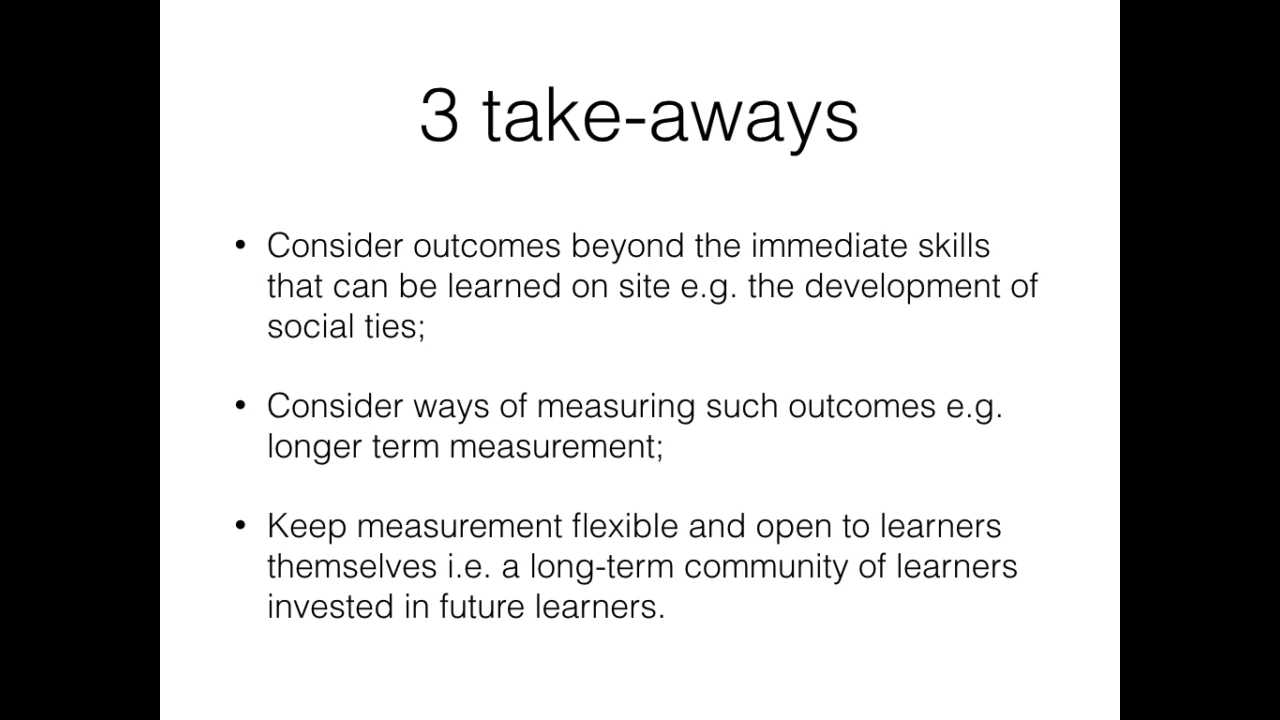 3 take-aways
• Consider outcomes beyond the immediate skills
that can be learned on site e.g. the development of
social ties;
• Consider ways of measuring such outcomes e.g.
longer term measurement;
• Keep measurement flexible and open to learners
themselves i.e. a long-term community of learners
invested in future learners.